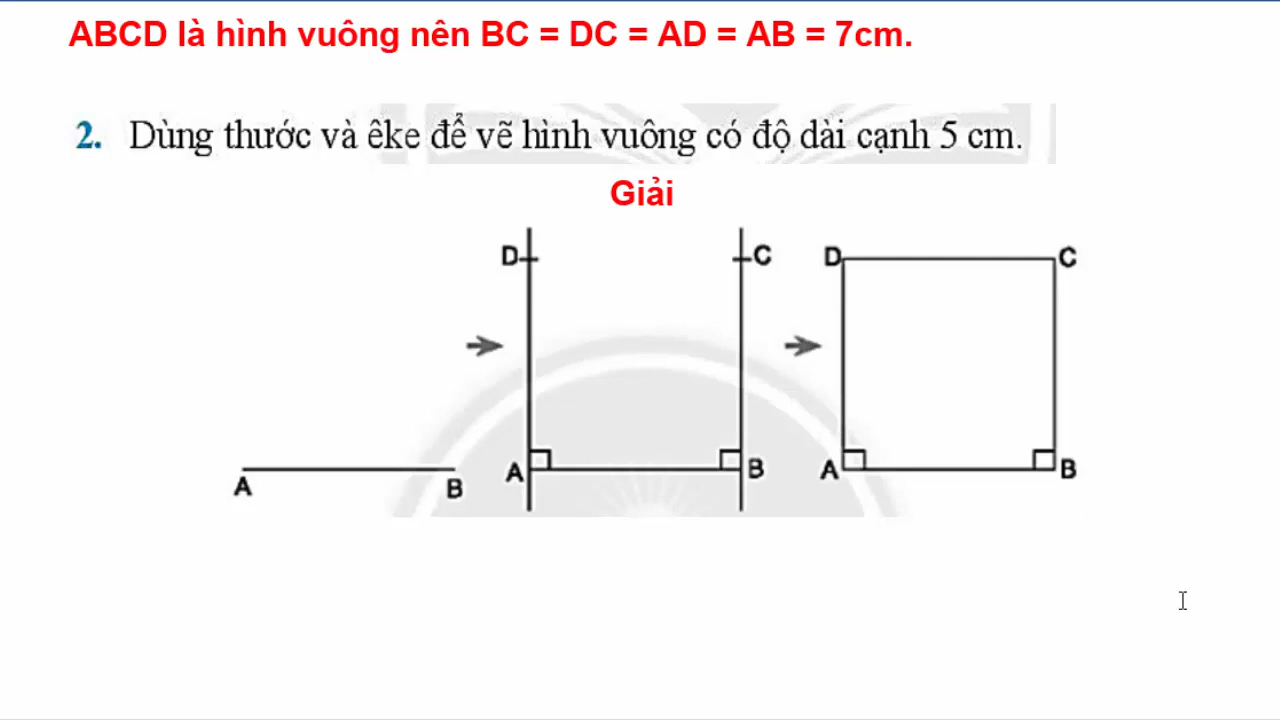 ABCD là hình vuông nên BC = DC = AD = AB = 7cm.
2. Dùng thước và êke để vẽ hình vuông có độ dài cạnh 5 cm.
Giải
D C D C
A B A B A B